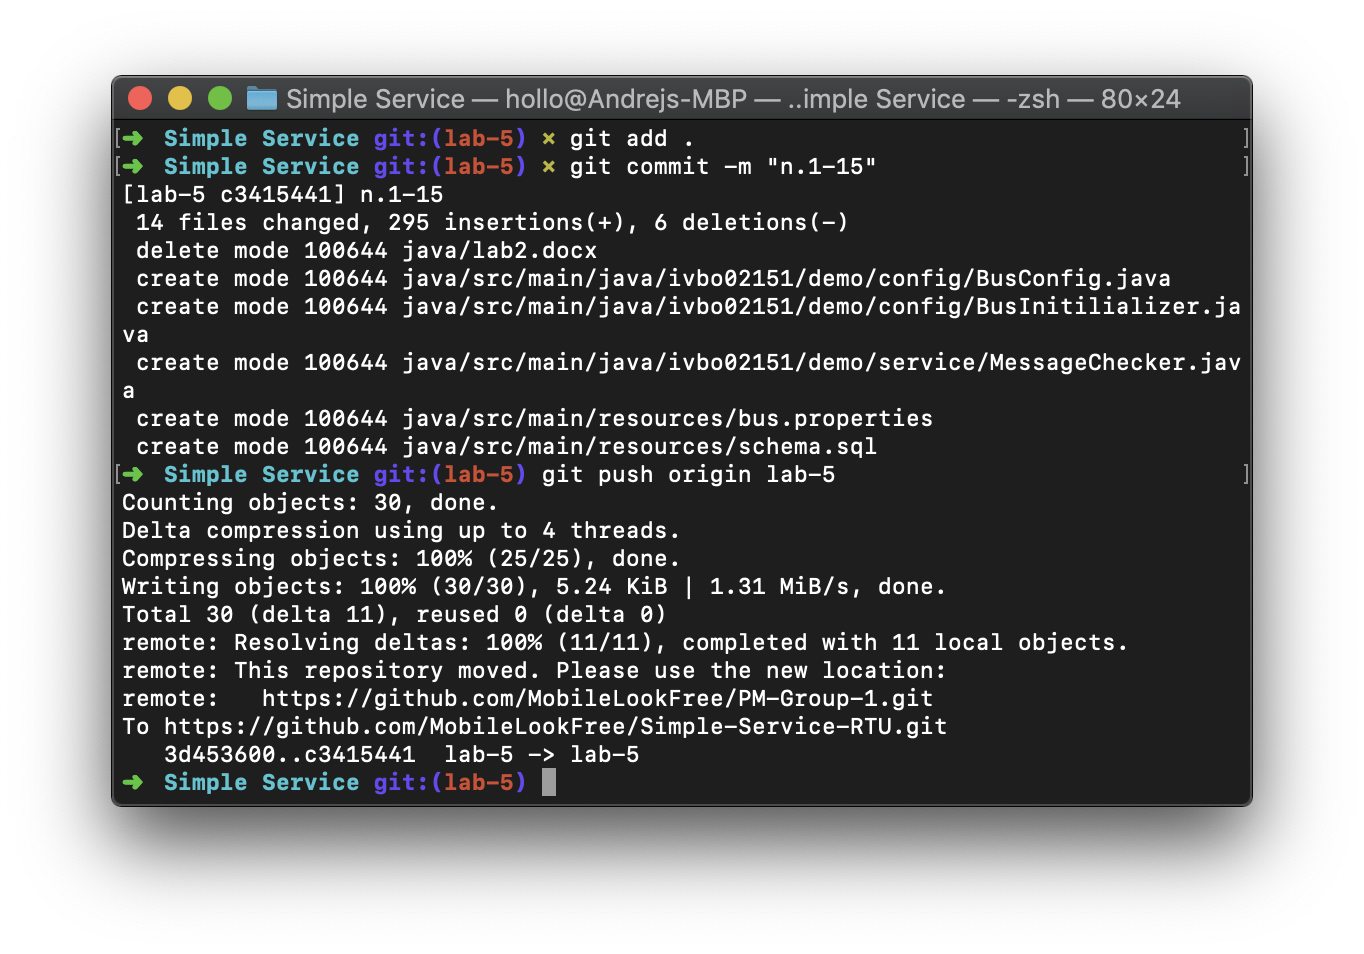 Simple Service — hollo@Andrejs-MBP — ..imple Service — -zsh — 80×24
[➜  Simple Service git:(lab-5) ✗ git add .]
[➜  Simple Service git:(lab-5) ✗ git commit -m "n.1-15"]
[lab-5 c3415441] n.1-15
 14 files changed, 295 insertions(+), 6 deletions(-)
 delete mode 100644 java/lab2.docx
 create mode 100644 java/src/main/java/ivbo02151/demo/config/BusConfig.java
 create mode 100644 java/src/main/java/ivbo02151/demo/config/BusInitilializer.ja
va
 create mode 100644 java/src/main/java/ivbo02151/demo/service/MessageChecker.jav
a
 create mode 100644 java/src/main/resources/bus.properties
 create mode 100644 java/src/main/resources/schema.sql
[➜  Simple Service git:(lab-5) git push origin lab-5]
Counting objects: 30, done.
Delta compression using up to 4 threads.
Compressing objects: 100% (25/25), done.
Writing objects: 100% (30/30), 5.24 KiB | 1.31 MiB/s, done.
Total 30 (delta 11), reused 0 (delta 0)
remote: Resolving deltas: 100% (11/11), completed with 11 local objects.
remote: This repository moved. Please use the new location:
remote:   https://github.com/MobileLookFree/PM-Group-1.git
To https://github.com/MobileLookFree/Simple-Service-RTU.git
   3d453600..c3415441  lab-5 -> lab-5
➜  Simple Service git:(lab-5)